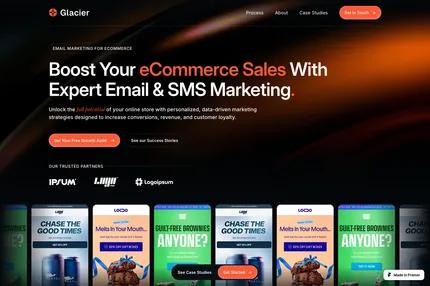 Glacier
Process
About
Case Studies
Get in Touch
EMAIL MARKETING FOR ECOMMERCE
Boost Your eCommerce Sales With
Expert Email & SMS Marketing.
Unlock the full potential of your online store with personalized, data-driven marketing
strategies designed to increase conversions, revenue, and customer loyalty.
Get Your Free Growth Audit
See our Success Stories
OUR TRUSTED PARTNERS
IPSUM
Logoipsum
CHASE THE
GOOD TIMES
LOCDO
Melts In Your Mouth...
GUILT-FREE BROWNIES
ANYONE?
CHASE THE
GOOD TIMES
LOCDO
Melts In Your Mouth...
GUILT-FREE BROWNIES
ANYONE?
See Case Studies
Get Started
Made in Framer